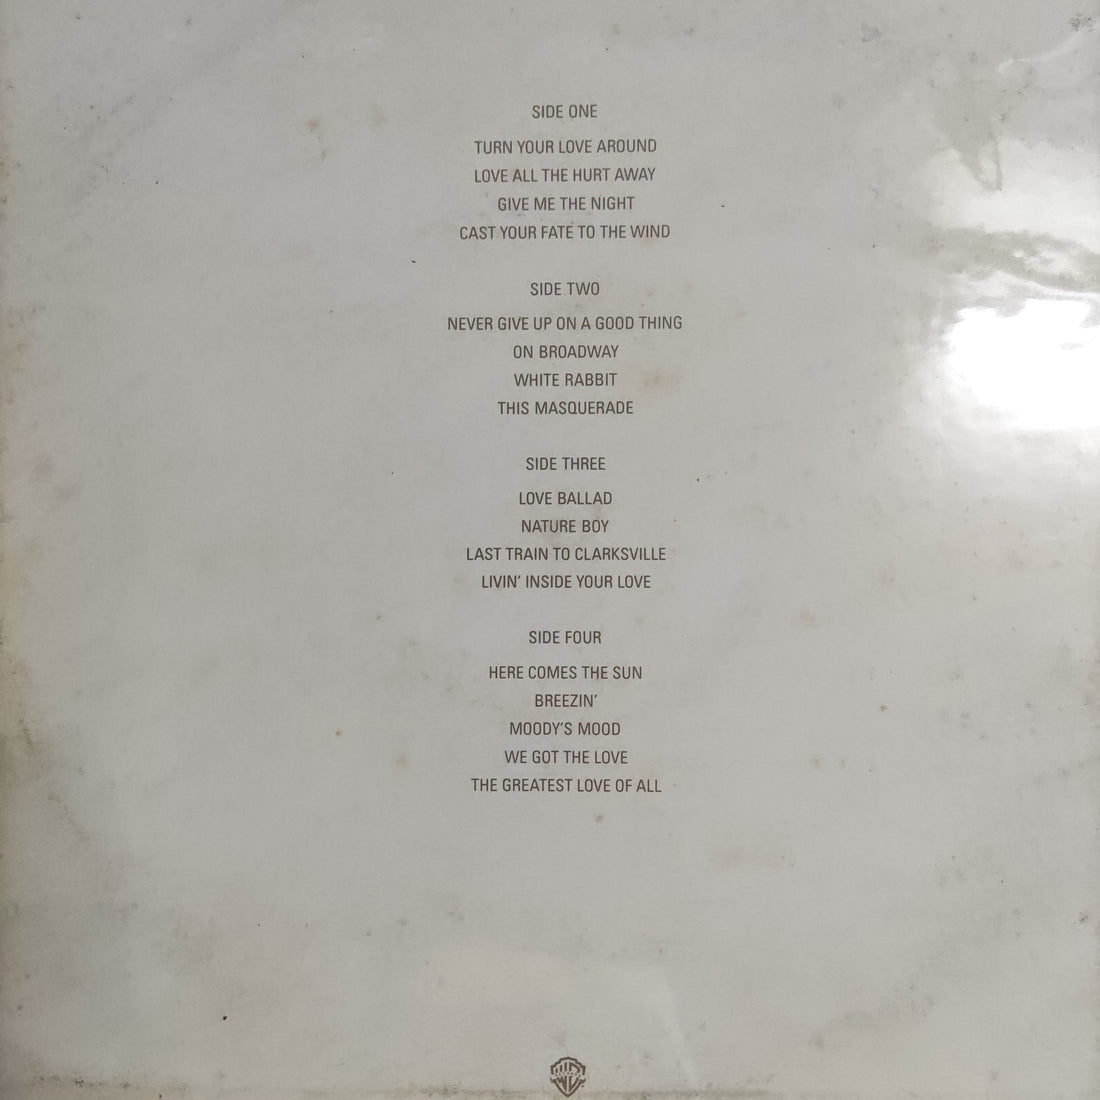 SIDE ONE
TURN YOUR LOVE AROUND
LOVE ALL THE HURT AWAY
GIVE ME THE NIGHT
CAST YOUR FATE TO THE WIND
SIDE TWO
NEVER GIVE UP ON A GOOD THING
ON BROADWAY
WHITE RABBIT
THIS MASQUERADE
SIDE THREE
LOVE BALLAD
NATURE BOY
LAST TRAIN TO CLARKSVILLE
LIVIN' INSIDE YOUR LOVE
SIDE FOUR
HERE COMES THE SUN
BREEZIN'
MOODY'S MOOD
WE GOT THE LOVE
THE GREATEST LOVE OF ALL